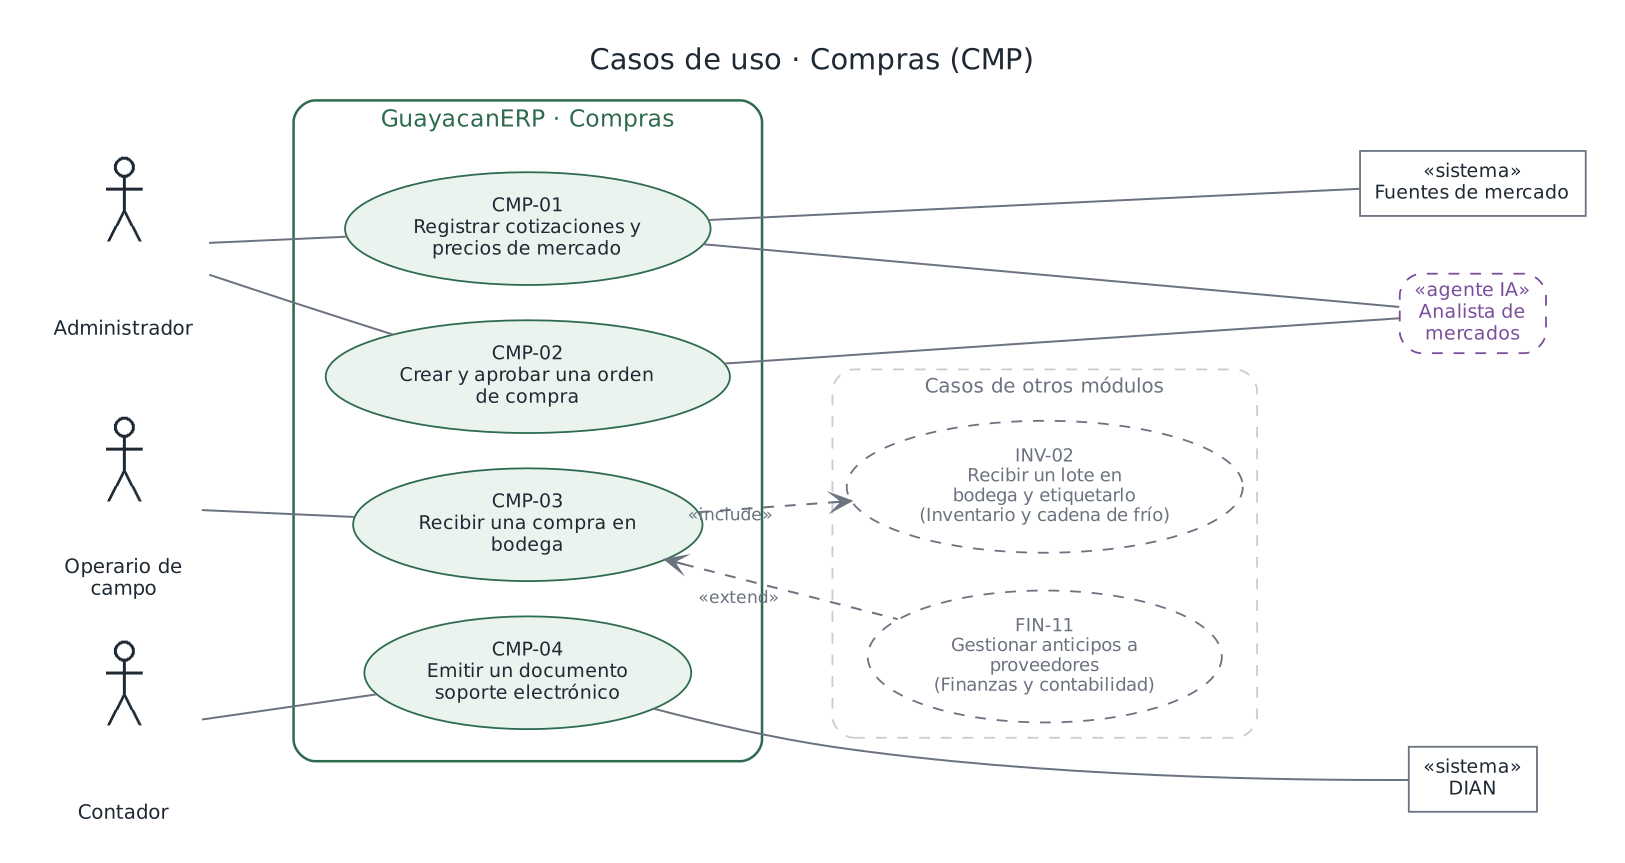 Casos de uso · Compras (CMP)
GuayacanERP · Compras
Administrador
Operario de
campo
Contador
CMP-01
Registrar cotizaciones y
precios de mercado
CMP-02
Crear y aprobar una orden
de compra
CMP-03
Recibir una compra en
bodega
CMP-04
Emitir un documento
soporte electrónico
«include»
«extend»
Casos de otros módulos
INV-02
Recibir un lote en
bodega y etiquetarlo
(Inventario y cadena de frío)
FIN-11
Gestionar anticipos a
proveedores
(Finanzas y contabilidad)
«sistema»
Fuentes de mercado
«agente IA»
Analista de
mercados
«sistema»
DIAN